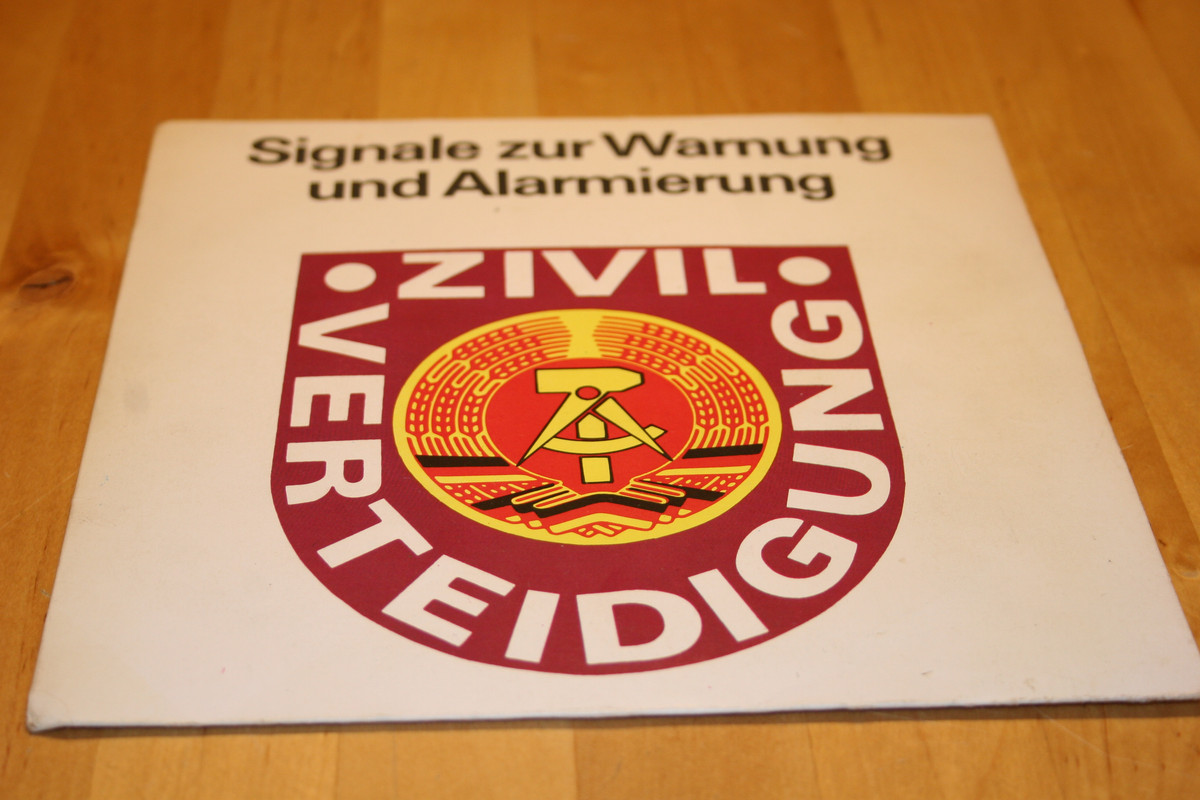 Signale zur Warnung
und Alarmierung
ZIVIL
VERTEIDIGUNG